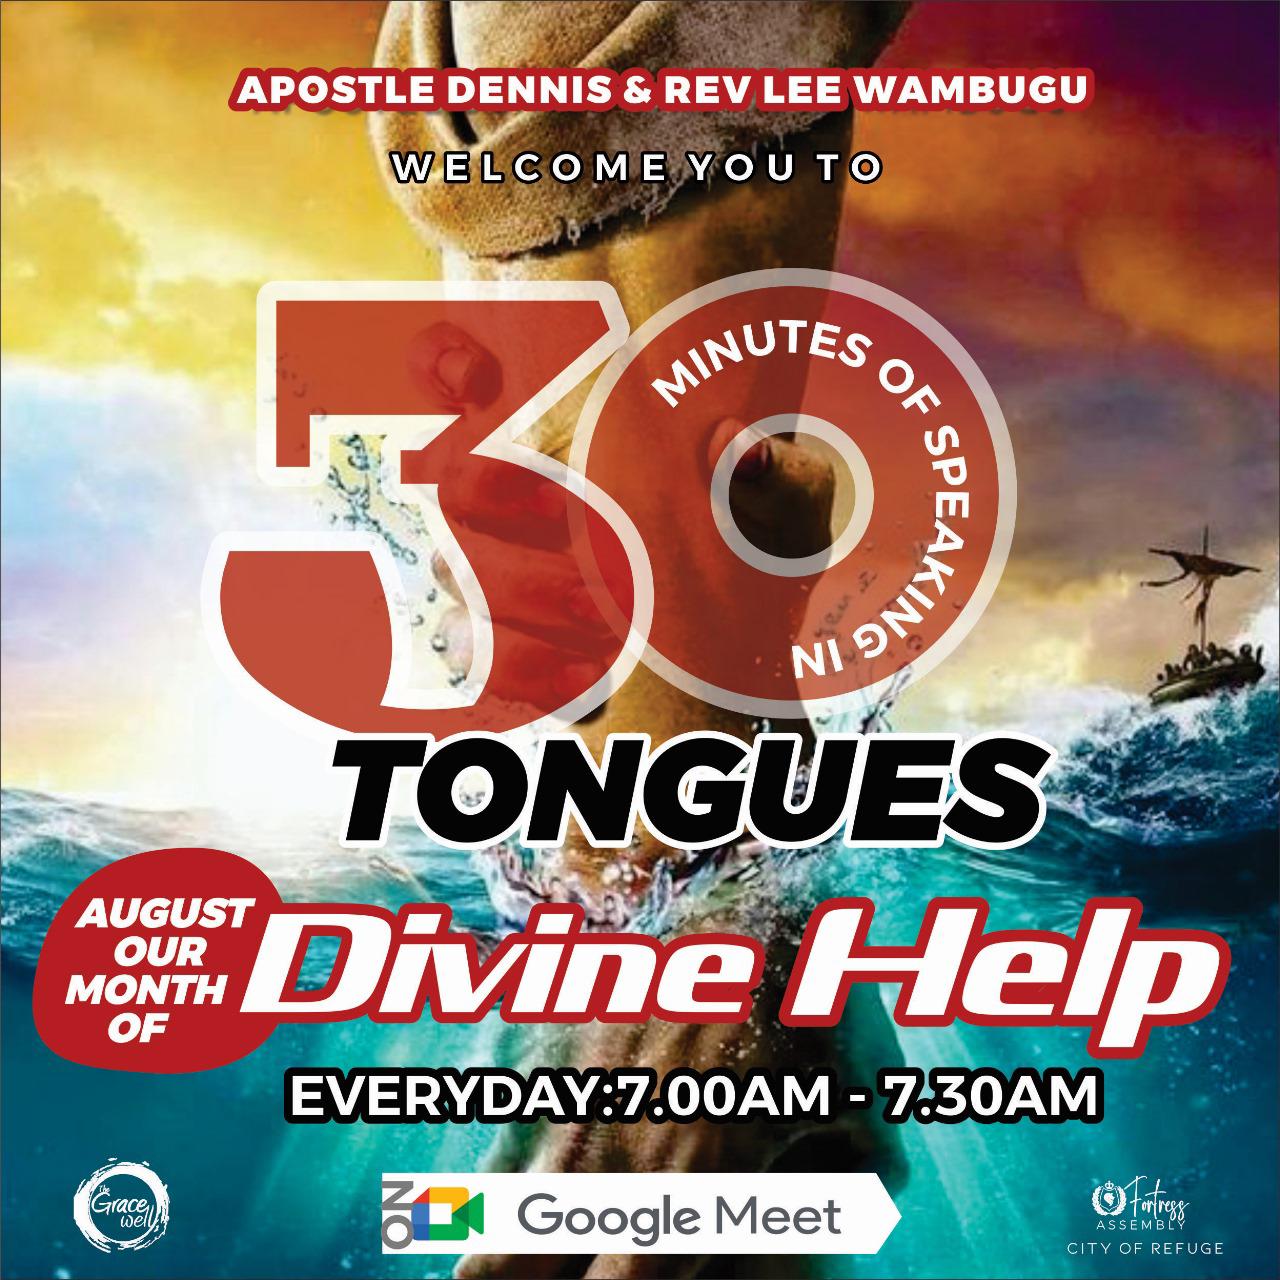 APOSTLE DENNIS & REV LEE WAMBUGU
WELCOME YOU TO
30
MINUTES OF SPEAKING IN
TONGUES
AUGUST
OUR
MONTH
OF
Divine Help
EVERYDAY:7.00AM - 7.30AM
The
Grace
well
ON
Google Meet
Fortress
ASSEMBLY
CITY OF REFUGE